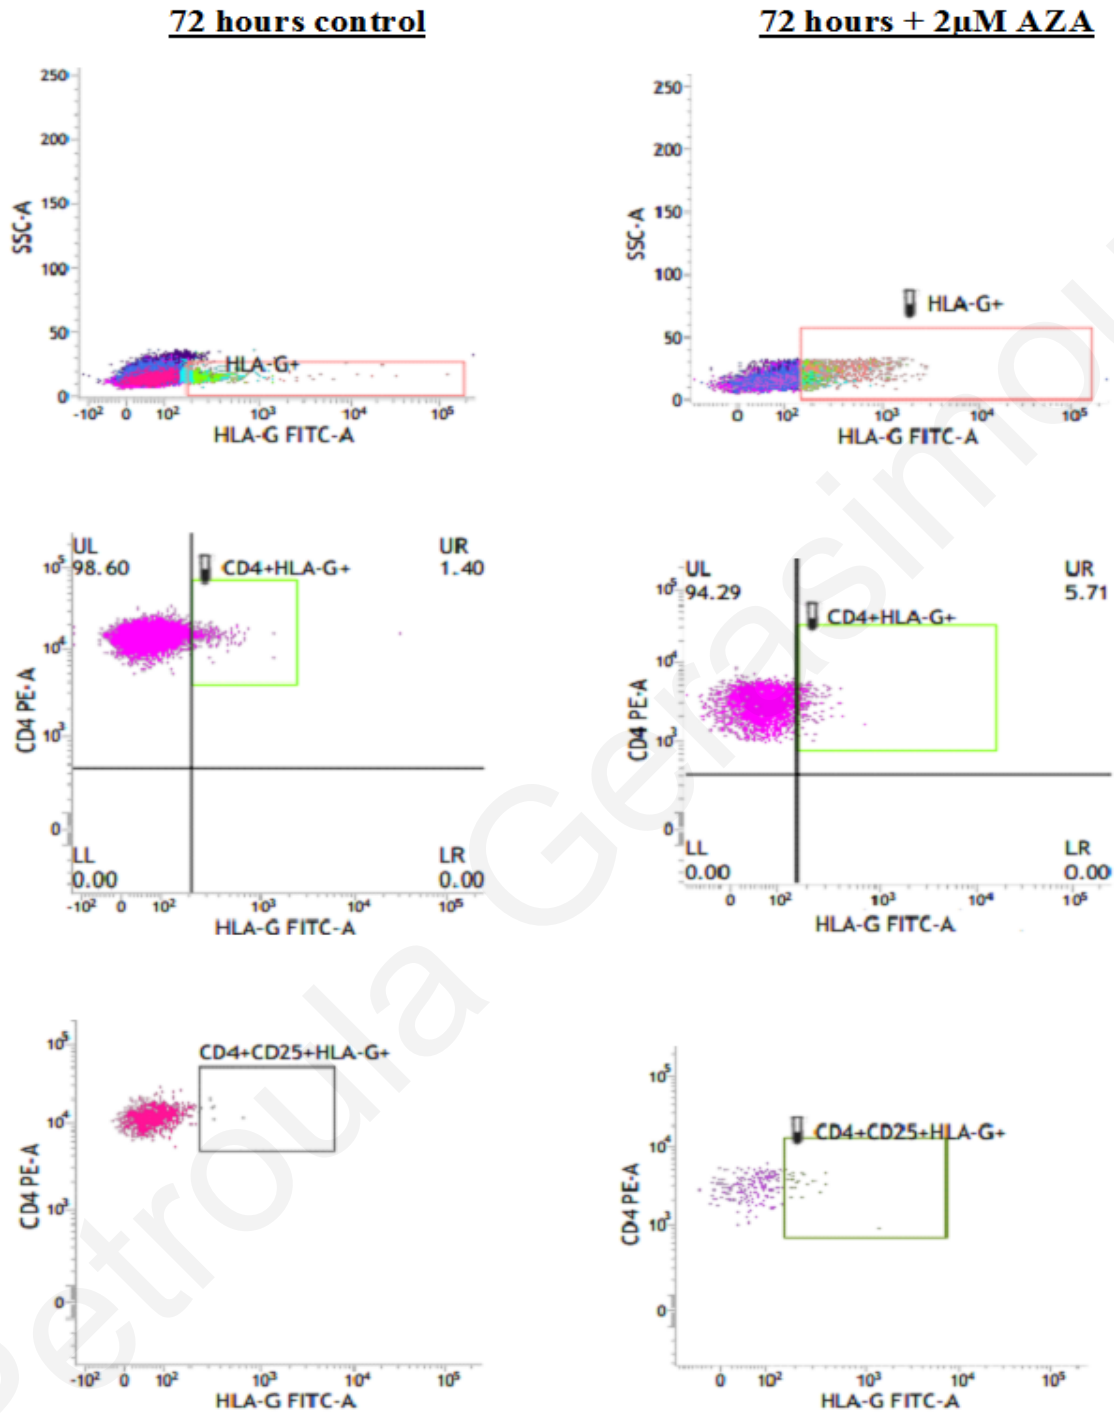 72 hours control
72 hours + 2µM AZA
250
200
150
100
50
0
SSC-A
HLA-G+
-10² 0 10² 10³ 10⁴ 10⁵
HLA-G FITC-A
250
200
150
100
50
0
SSC-A
HLA-G+
0 10² 10³ 10⁴ 10⁵
HLA-G FITC-A
UL
98.60
UR
1.40
CD4+HLA-G+
10⁵
10⁴
10³
0
CD4 PE-A
LL
0.00
LR
0.00
-10² 0 10² 10³ 10⁴ 10⁵
HLA-G FITC-A
UL
94.29
UR
5.71
CD4+HLA-G+
10⁵
10⁴
10³
0
CD4 PE-A
LL
0.00
LR
0.00
0 10² 10³ 10⁴ 10⁵
HLA-G FITC-A
CD4+CD25+HLA-G+
10⁵
10⁴
10³
0
CD4 PE-A
-10² 0 10² 10³ 10⁴ 10⁵
HLA-G FITC-A
CD4+CD25+HLA-G+
10⁵
10⁴
10³
0
CD4 PE-A
0 10² 10³ 10⁴ 10⁵
HLA-G FITC-A
Petroula Gerasimou